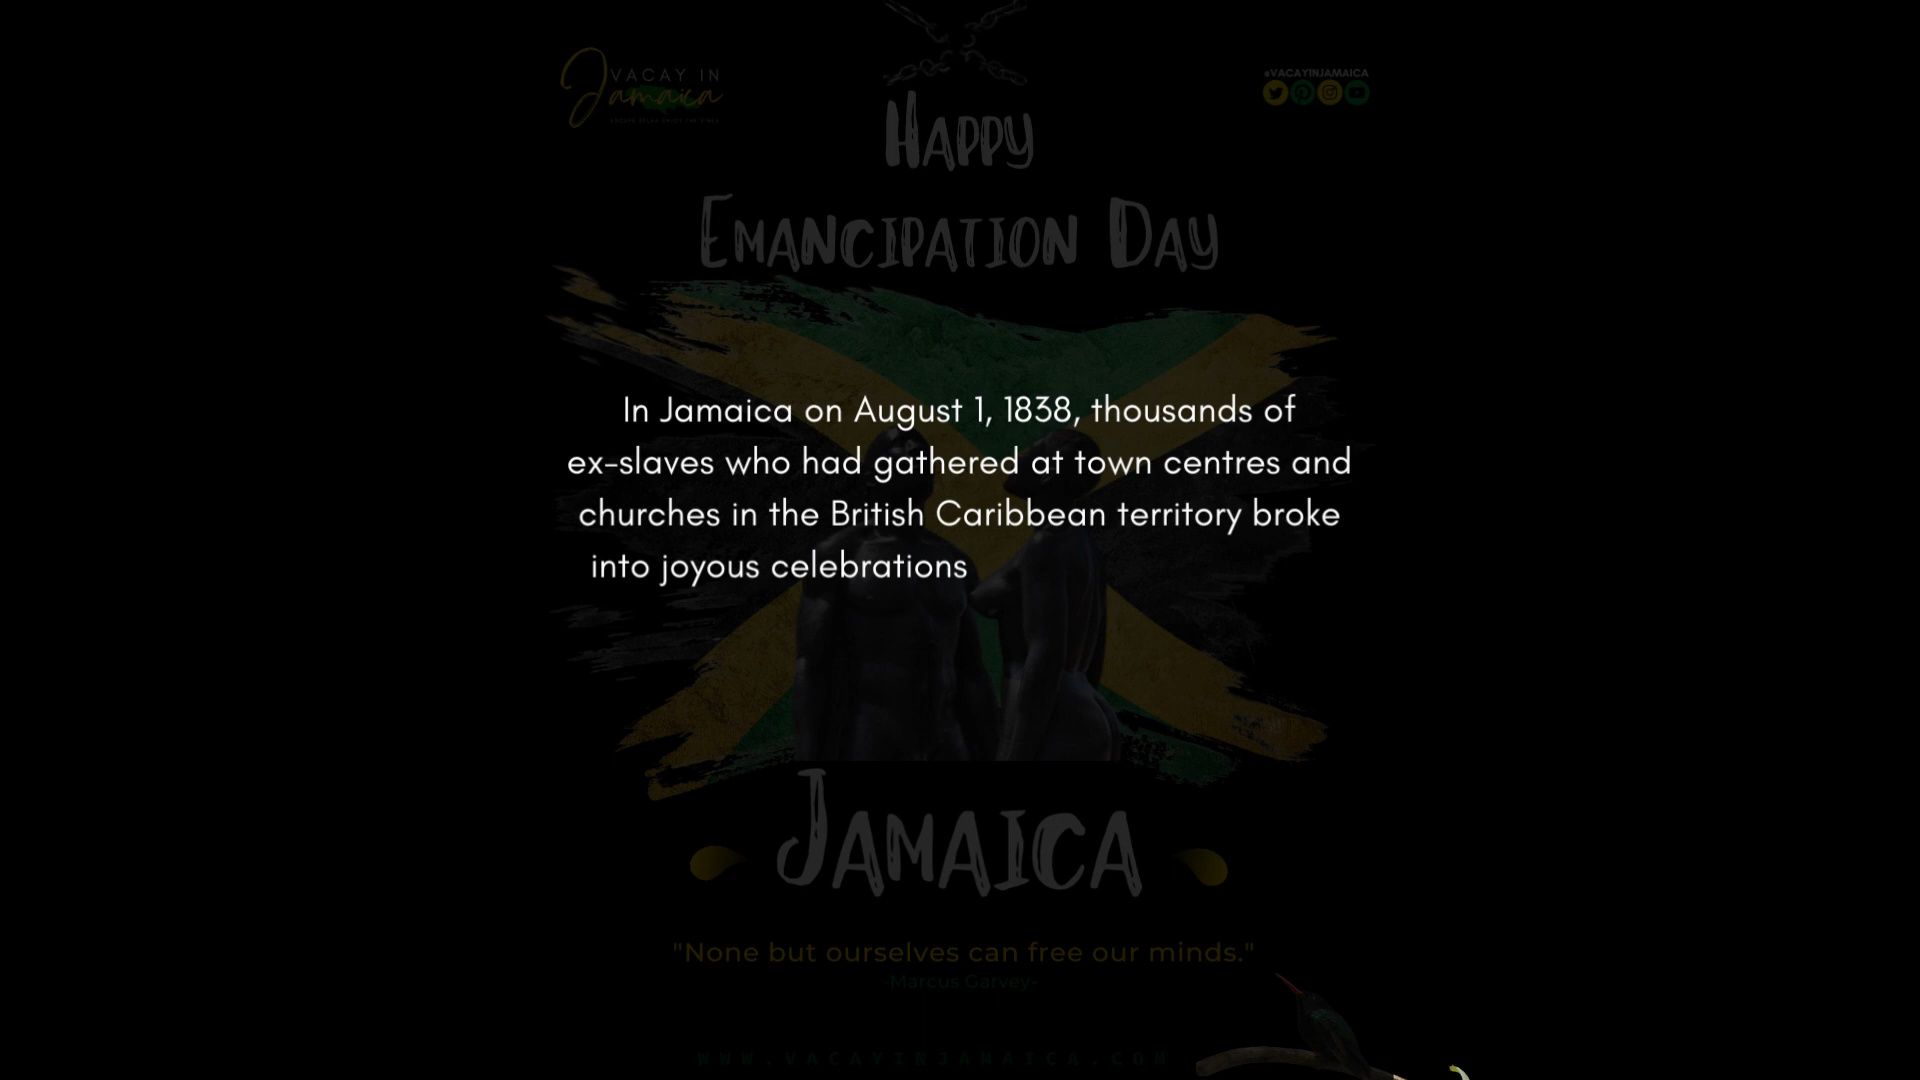 VACAY IN
Jamaica
@VACAYINJAMAICA
HAPPY
EMANCIPATION DAY
In Jamaica on August 1, 1838, thousands of
ex-slaves who had gathered at town centres and
churches in the British Caribbean territory broke
into joyous celebrations
JAMAICA
"None but ourselves can free our minds."
-Marcus Garvey-
WWW.VACAYINJAMAICA.COM